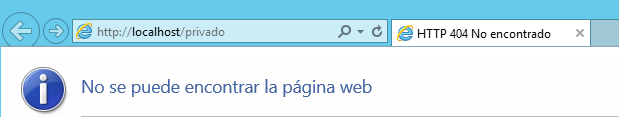 http://localhost/privado
HTTP 404 No encontrado
No se puede encontrar la página web